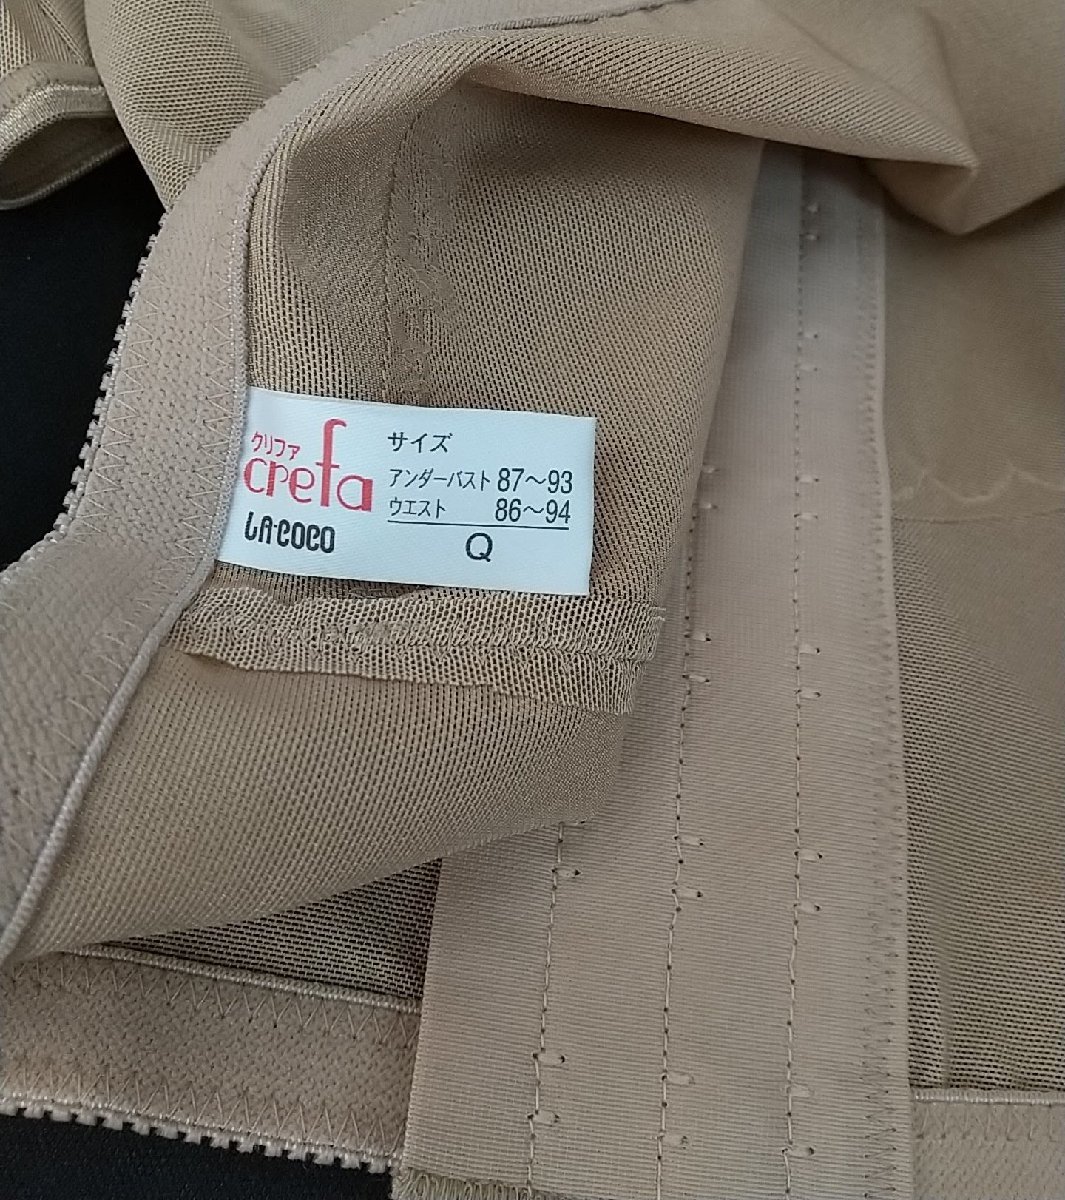 クリファ
crefa
LA·COCO
サイズ
アンダーバスト 87～93
ウエスト 86～94
Q